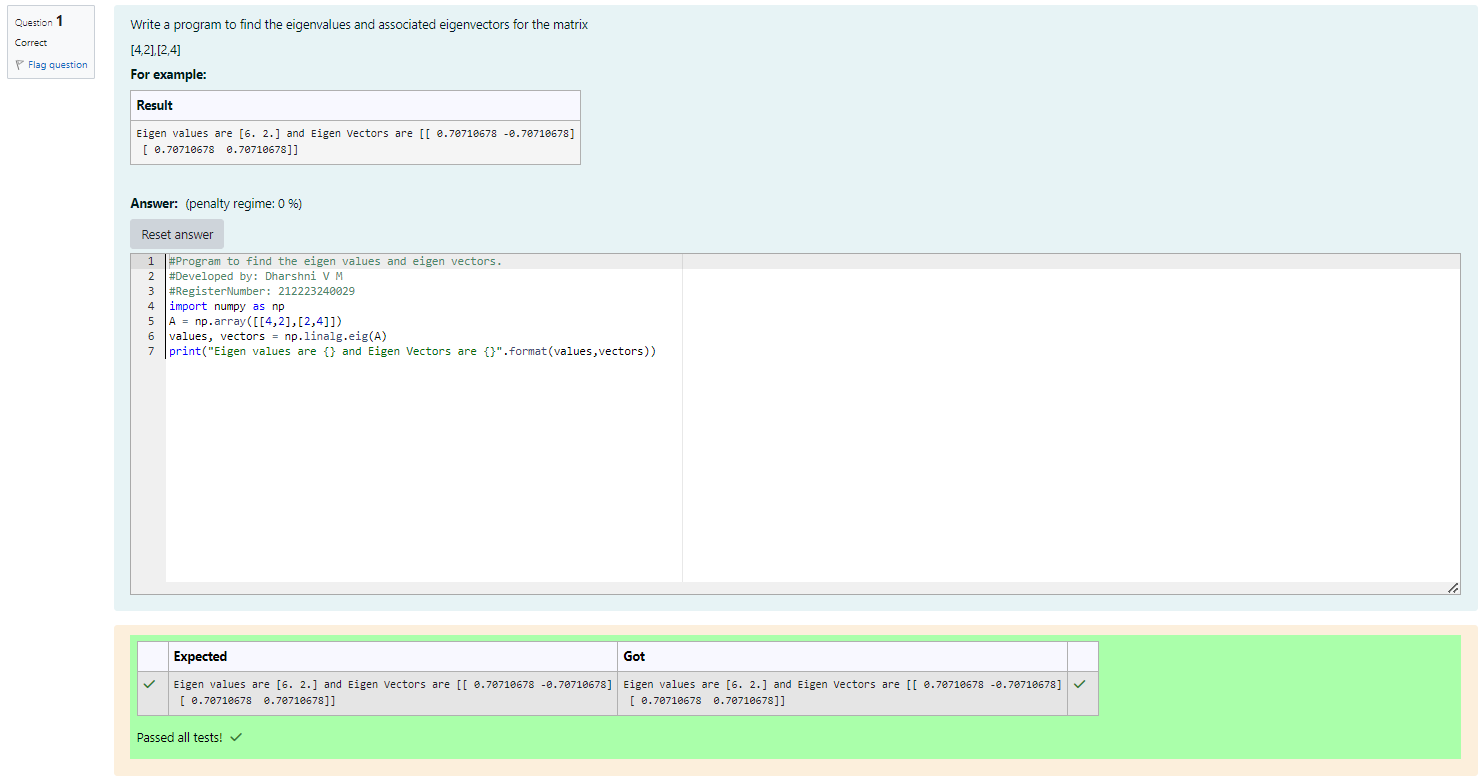 Question 1
Correct
Flag question
Write a program to find the eigenvalues and associated eigenvectors for the matrix
[4,2],[2,4]
For example:
Result
Eigen values are [6. 2.] and Eigen Vectors are [[ 0.70710678 -0.70710678]
[ 0.70710678  0.70710678]]
Answer: (penalty regime: 0 %)
Reset answer
1 #Program to find the eigen values and eigen vectors.
2 #Developed by: Dharshni V M
3 #RegisterNumber: 212223240029
4 import numpy as np
5 A = np.array([[4,2],[2,4]])
6 values, vectors = np.linalg.eig(A)
7 print("Eigen values are {} and Eigen Vectors are {}".format(values,vectors))
Expected Got
Eigen values are [6. 2.] and Eigen Vectors are [[ 0.70710678 -0.70710678] Eigen values are [6. 2.] and Eigen Vectors are [[ 0.70710678 -0.70710678]
[ 0.70710678  0.70710678]] [ 0.70710678  0.70710678]]
Passed all tests!